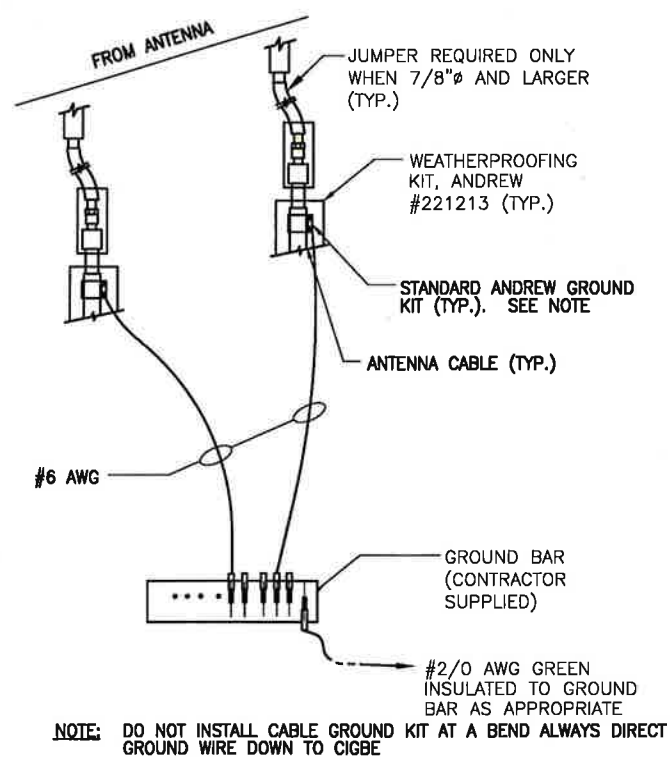 FROM ANTENNA
JUMPER REQUIRED ONLY
WHEN 7/8"ø AND LARGER
(TYP.)
WEATHERPROOFING
KIT, ANDREW
#221213 (TYP.)
STANDARD ANDREW GROUND
KIT (TYP.). SEE NOTE
ANTENNA CABLE (TYP.)
#6 AWG
GROUND BAR
(CONTRACTOR
SUPPLIED)
#2/0 AWG GREEN
INSULATED TO GROUND
BAR AS APPROPRIATE
NOTE: DO NOT INSTALL CABLE GROUND KIT AT A BEND ALWAYS DIRECT
GROUND WIRE DOWN TO CIGBE